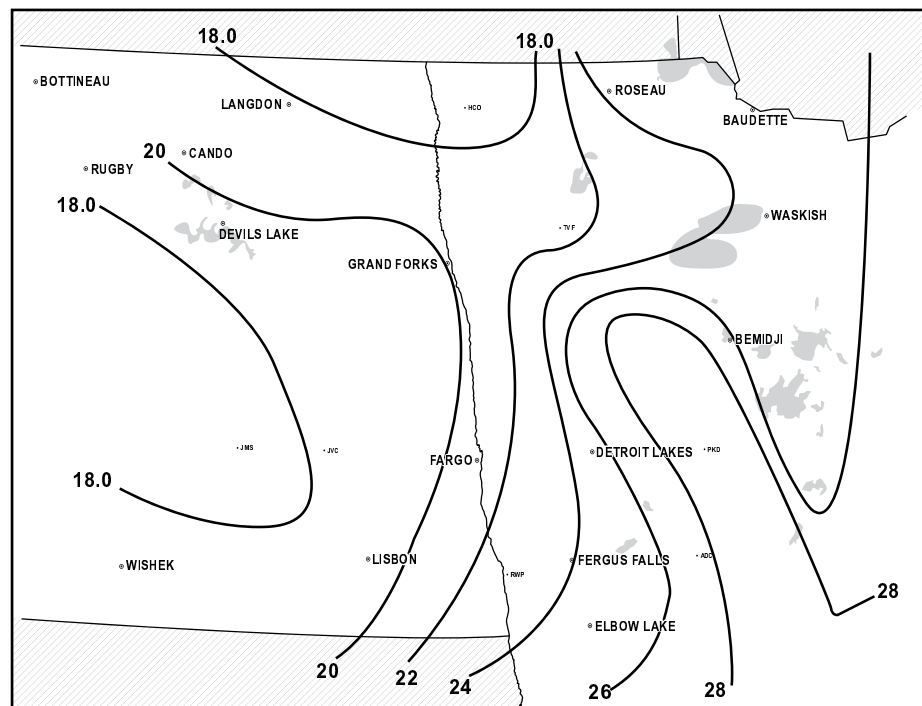 18.0
18.0
BOTTINEAU
ROSEAU
LANGDON
HCO
BAUDETTE
20
CANDO
RUGBY
18.0
WASKISH
DEVILS LAKE
TVF
GRAND FORKS
BEMIDJI
JMS
JVC
FARGO
DETROIT LAKES
PKD
18.0
WISHEK
LISBON
RWP
FERGUS FALLS
ADC
28
ELBOW LAKE
20
22
24
26
28